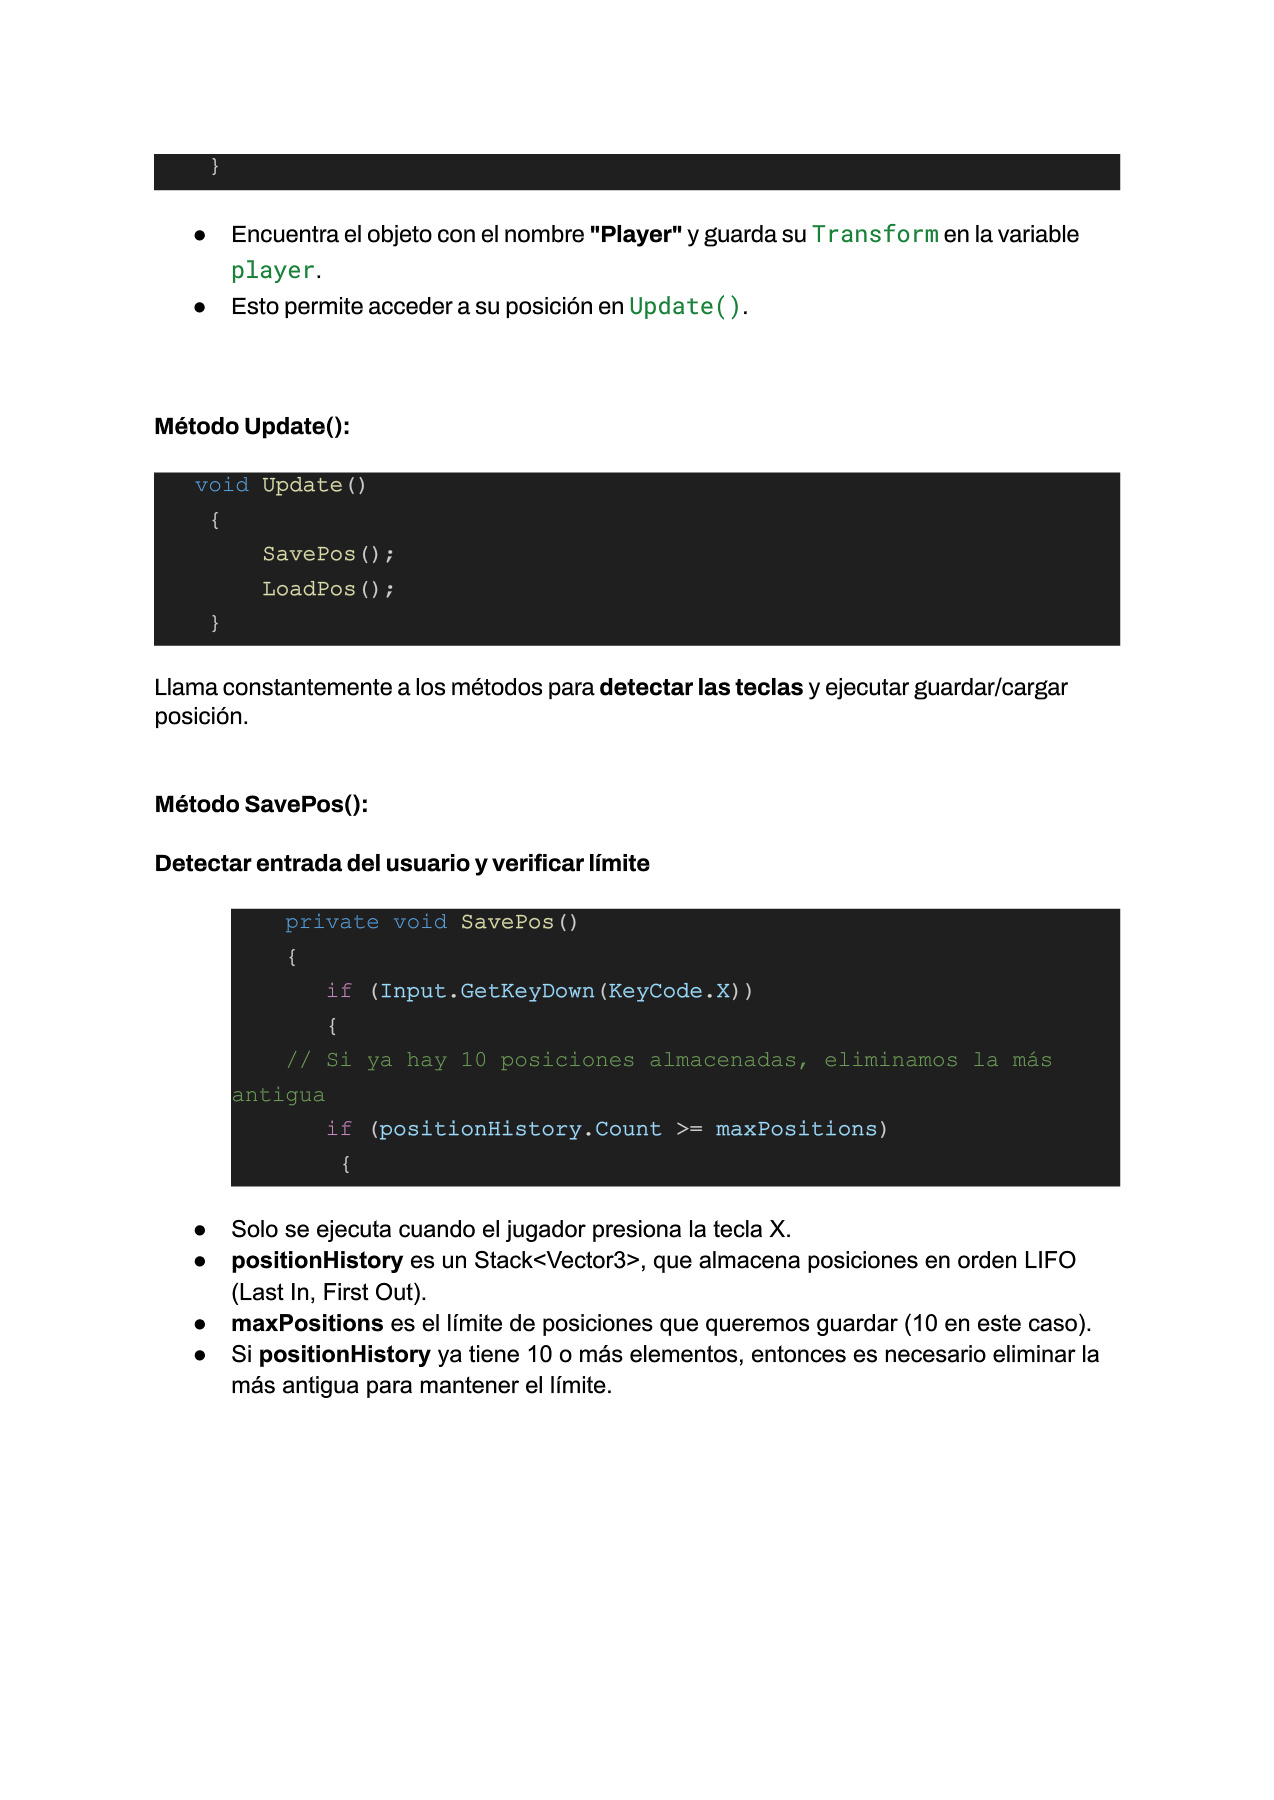 }
● Encuentra el objeto con el nombre "Player" y guarda su Transform en la variable
player.
● Esto permite acceder a su posición en Update().
Método Update():
void Update()
{
SavePos();
LoadPos();
}
Llama constantemente a los métodos para detectar las teclas y ejecutar guardar/cargar
posición.
Método SavePos():
Detectar entrada del usuario y verificar límite
private void SavePos()
{
if (Input.GetKeyDown(KeyCode.X))
{
// Si ya hay 10 posiciones almacenadas, eliminamos la más
antigua
if (positionHistory.Count >= maxPositions)
{
● Solo se ejecuta cuando el jugador presiona la tecla X.
● positionHistory es un Stack<Vector3>, que almacena posiciones en orden LIFO
(Last In, First Out).
● maxPositions es el límite de posiciones que queremos guardar (10 en este caso).
● Si positionHistory ya tiene 10 o más elementos, entonces es necesario eliminar la
más antigua para mantener el límite.